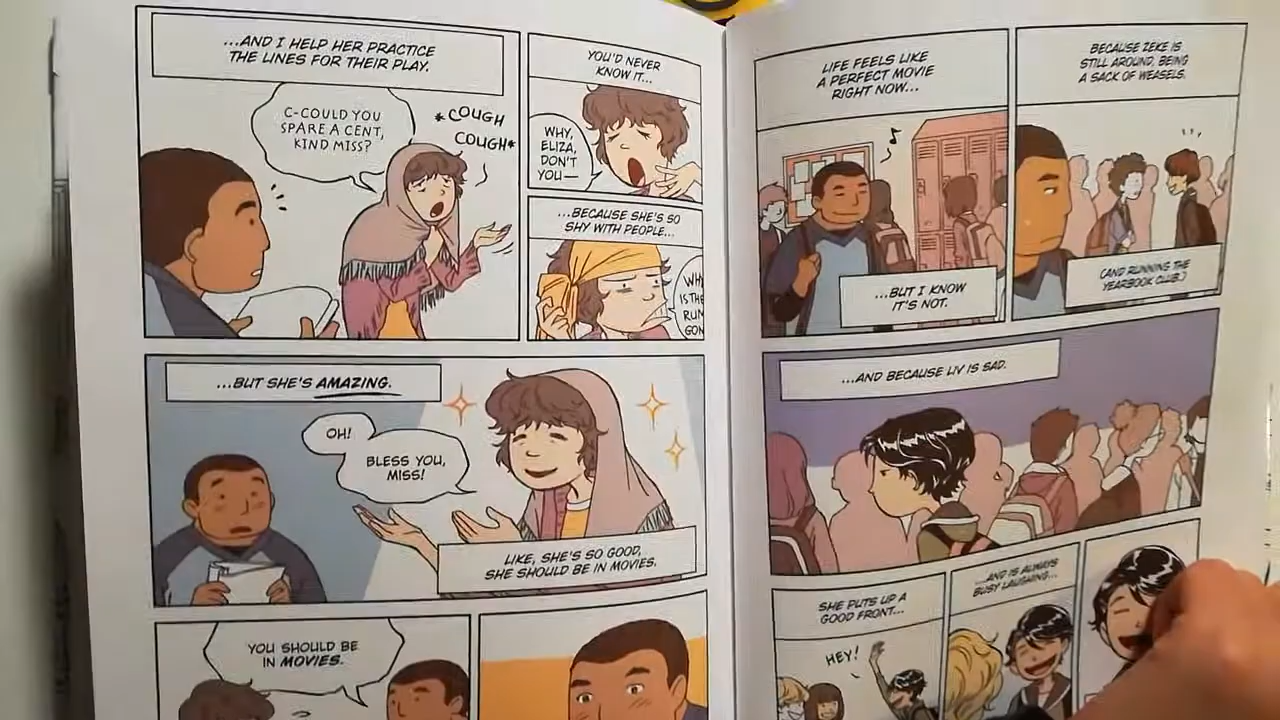 ...AND I HELP HER PRACTICE
THE LINES FOR THEIR PLAY.
C-COULD YOU
SPARE A CENT,
KIND MISS?
*COUGH
COUGH*
YOU'D NEVER
KNOW IT...
WHY,
ELIZA,
DON'T
YOU—
...BECAUSE SHE'S SO
SHY WITH PEOPLE...
...BUT SHE'S AMAZING.
OH!
BLESS YOU,
MISS!
LIKE, SHE'S SO GOOD,
SHE SHOULD BE IN MOVIES.
YOU SHOULD BE
IN MOVIES.
LIFE FEELS LIKE
A PERFECT MOVIE
RIGHT NOW...
...BUT I KNOW
IT'S NOT.
BECAUSE ZEKE IS
STILL AROUND, BEING
A SACK OF WEASELS.
(AND RUNNING THE
YEARBOOK CLUB.)
...AND BECAUSE LIV IS SAD.
SHE PUTS UP A
GOOD FRONT...
HEY!
...AND IS ALWAYS
BUSY LAUGHING...